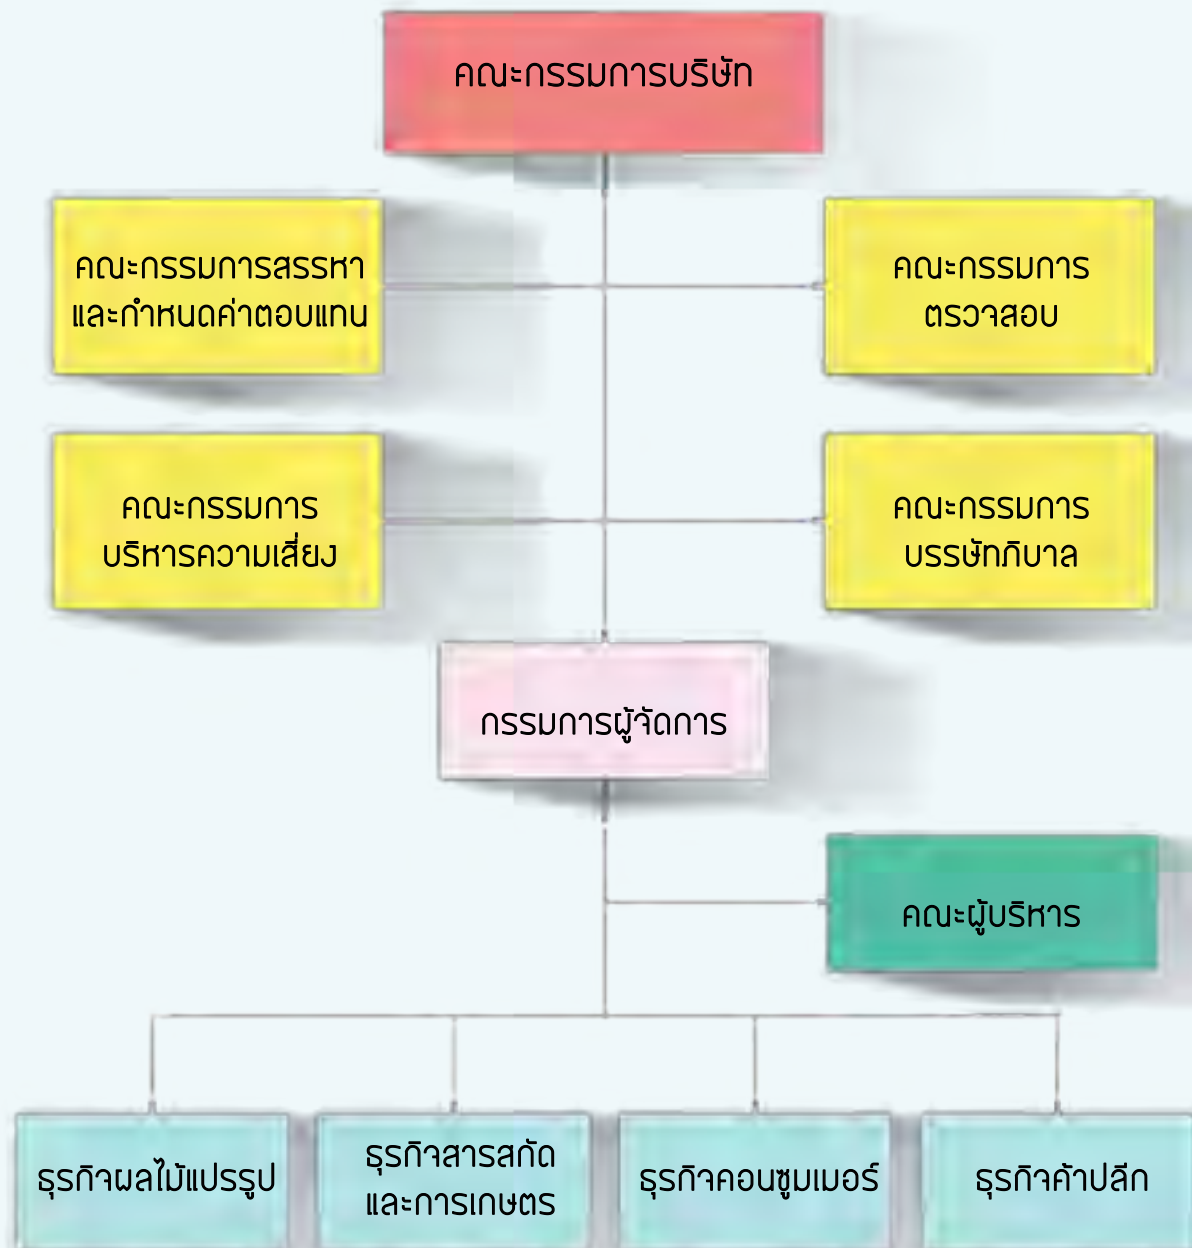 คณะกรรมการบริษัท
คณะกรรมการสรรหา
และกำหนดค่าตอบแทน
คณะกรรมการ
ตรวจสอบ
คณะกรรมการ
บริหารความเสี่ยง
คณะกรรมการ
บรรษัทภิบาล
กรรมการผู้จัดการ
คณะผู้บริหาร
ธุรกิจผลไม้แปรรูป
ธุรกิจสารสกัด
และการเกษตร
ธุรกิจคอนซูมเมอร์
ธุรกิจค้าปลีก